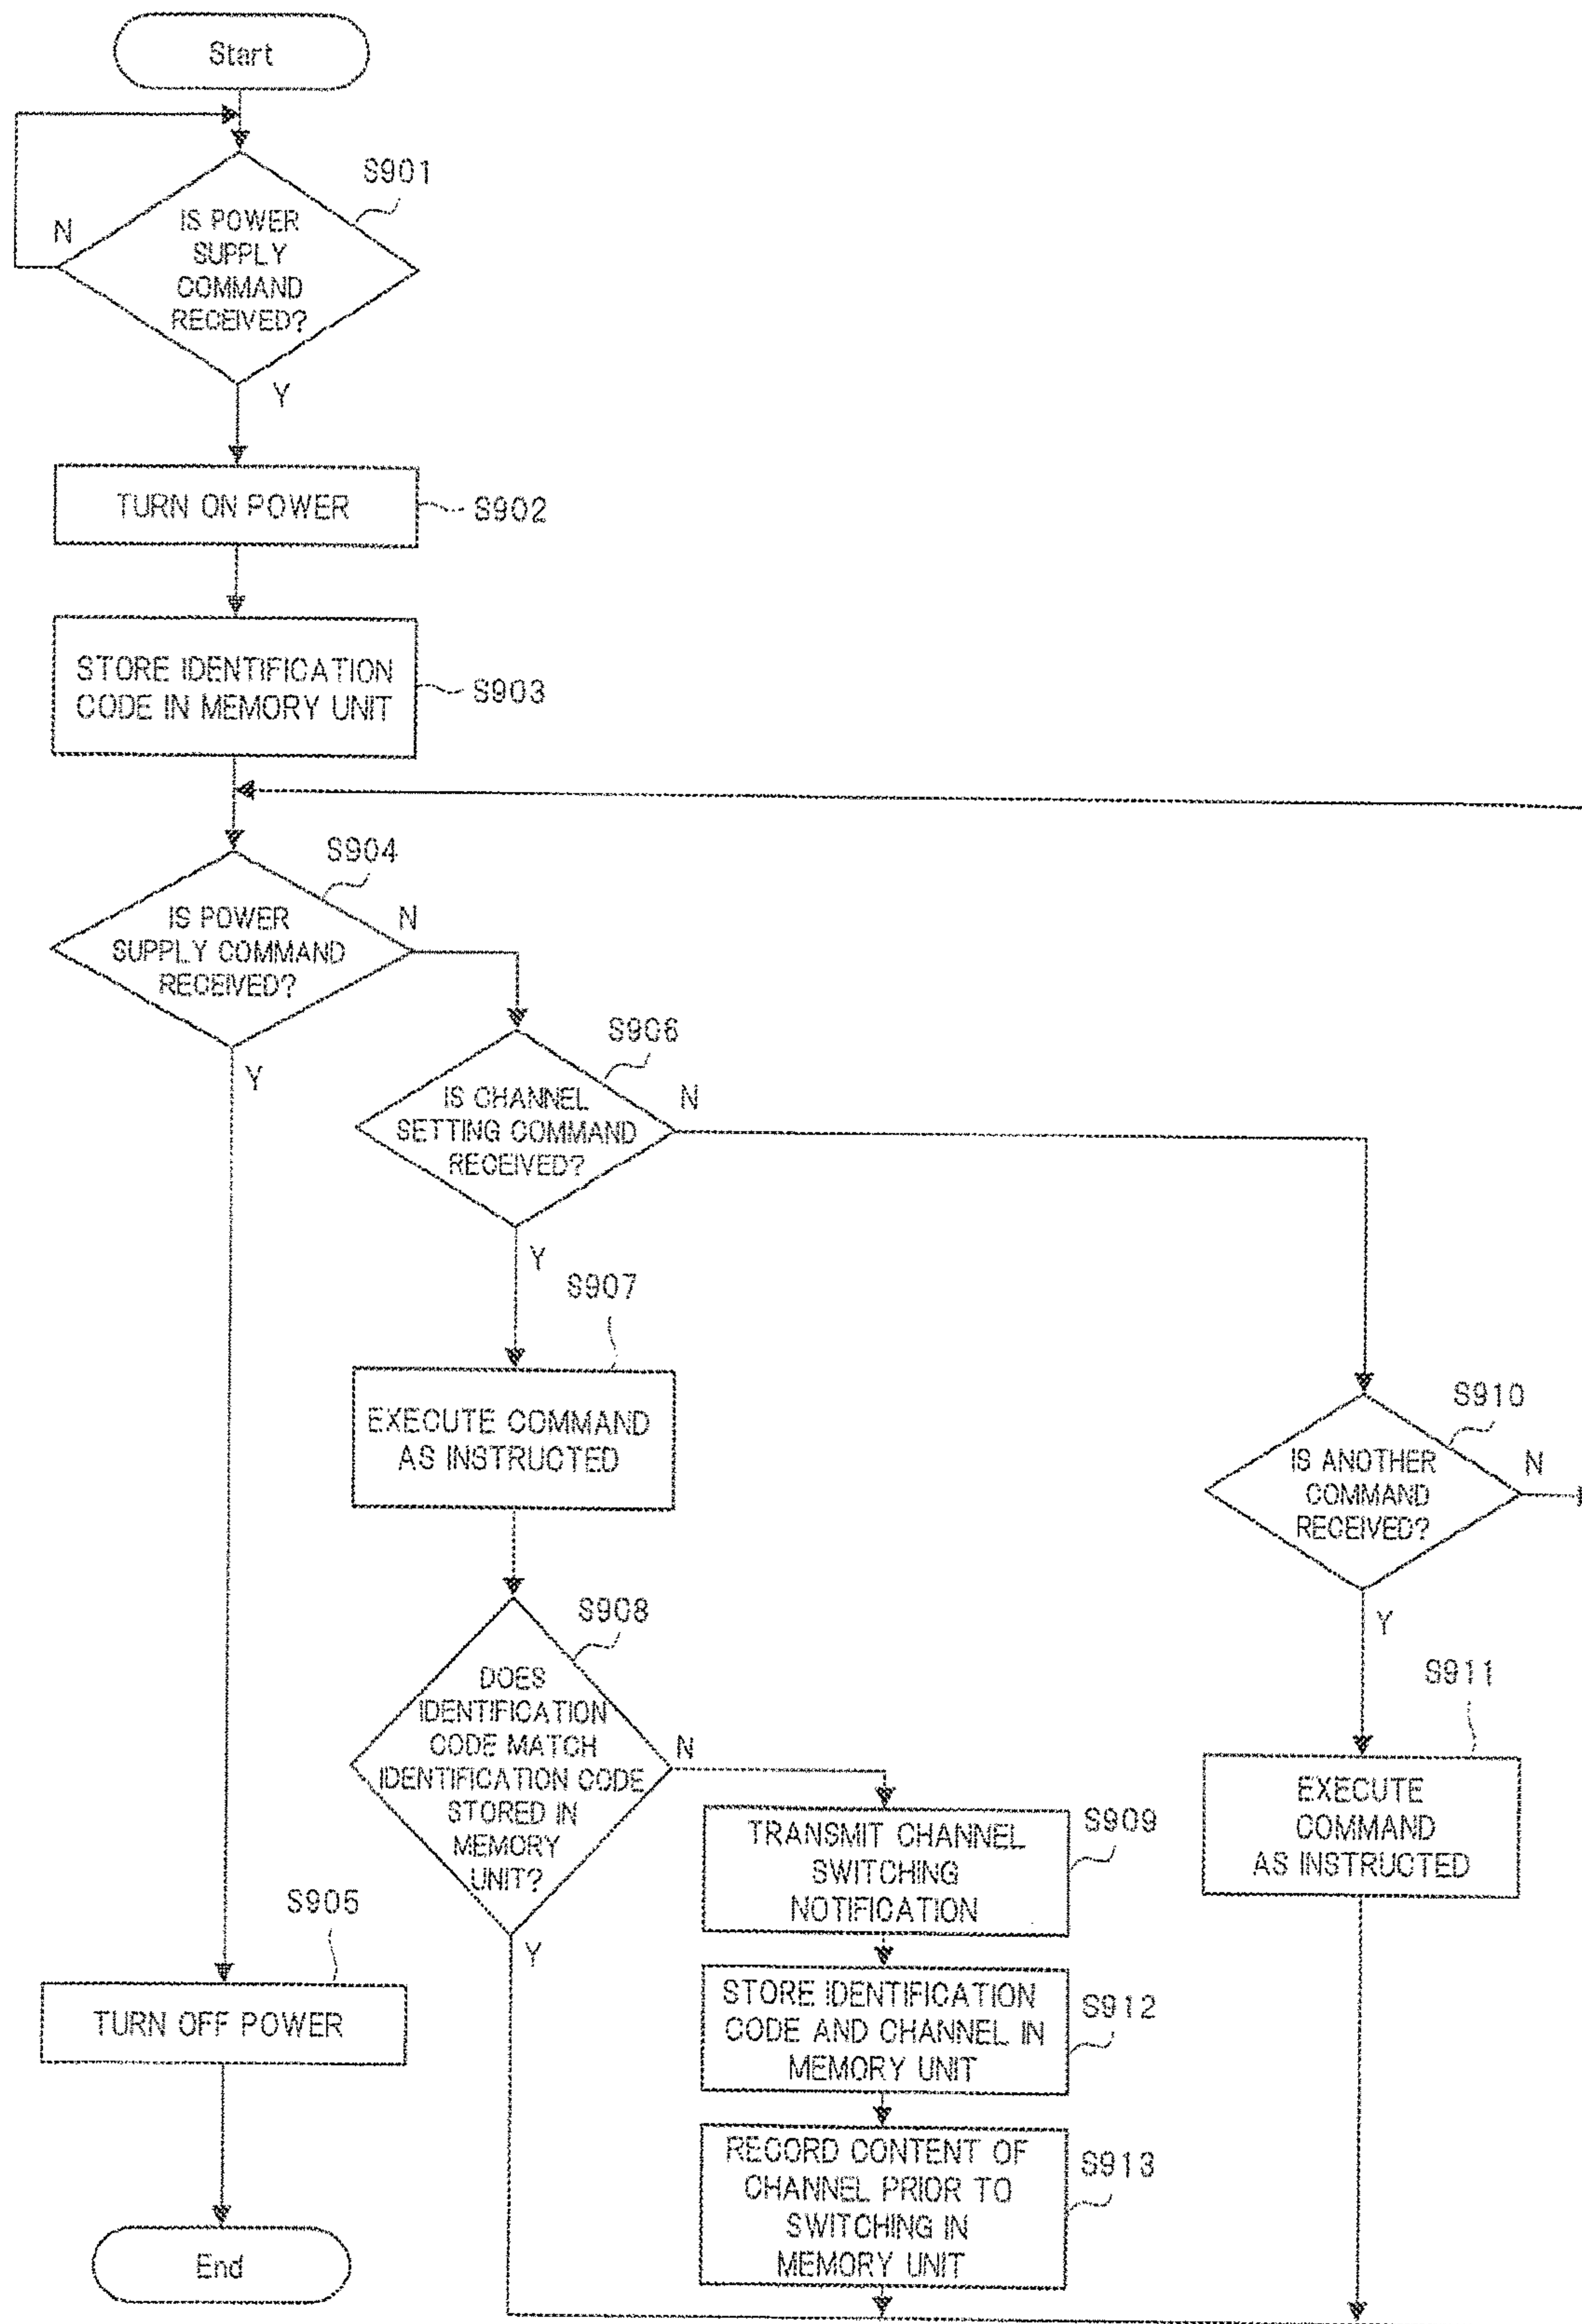 Start
S901
N
IS POWER
SUPPLY
COMMAND
RECEIVED?
Y
TURN ON POWER
S902
STORE IDENTIFICATION
CODE IN MEMORY UNIT
S903
S904
IS POWER
SUPPLY COMMAND
RECEIVED?
N
Y
S906
IS CHANNEL
SETTING COMMAND
RECEIVED?
N
Y
S907
EXECUTE COMMAND
AS INSTRUCTED
S910
IS ANOTHER
COMMAND
RECEIVED?
N
Y
S908
DOES
IDENTIFICATION
CODE MATCH
IDENTIFICATION CODE
STORED IN
MEMORY
UNIT?
N
Y
S911
EXECUTE
COMMAND
AS INSTRUCTED
TRANSMIT CHANNEL
SWITCHING
NOTIFICATION
S909
S905
TURN OFF POWER
STORE IDENTIFICATION
CODE AND CHANNEL IN
MEMORY UNIT
S912
RECORD CONTENT OF
CHANNEL PRIOR TO
SWITCHING IN
MEMORY UNIT
S913
End